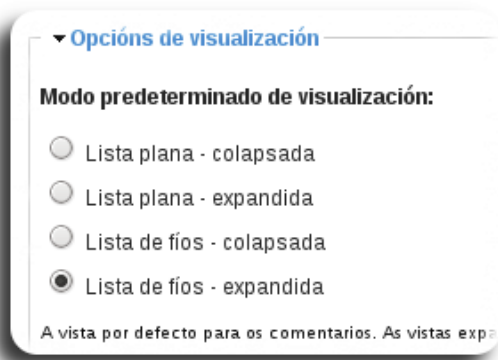 Opcións de visualización
Modo predeterminado de visualización:
Lista plana - colapsada
Lista plana - expandida
Lista de fíos - colapsada
Lista de fíos - expandida
A vista por defecto para os comentarios. As vistas expa